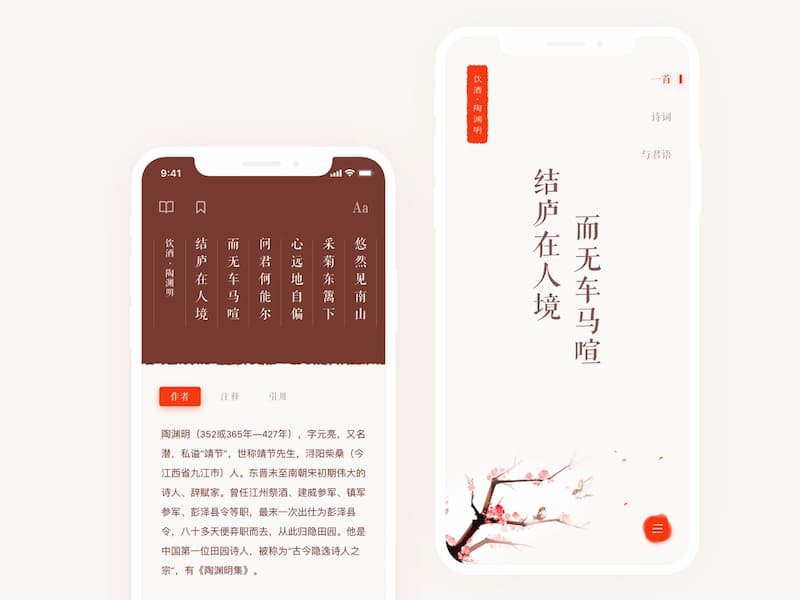 9:41
Aa
饮酒·陶渊明
结庐在人境
而无车马喧
问君何能尔
心远地自偏
采菊东篱下
悠然见南山
作者
注释
引用
陶渊明（352或365年—427年），字元亮，又名
潜，私谥“靖节”，世称靖节先生，浔阳柴桑（今
江西省九江市）人。东晋末至南朝宋初期伟大的
诗人、辞赋家。曾任江州祭酒、建威参军、镇军
参军、彭泽县令等职，最末一次出仕为彭泽县
令，八十多天便弃职而去，从此归隐田园。他是
中国第一位田园诗人，被称为“古今隐逸诗人之
宗”，有《陶渊明集》。
饮酒·陶渊明
一首
诗词
与君语
结庐在人境
而无车马喧